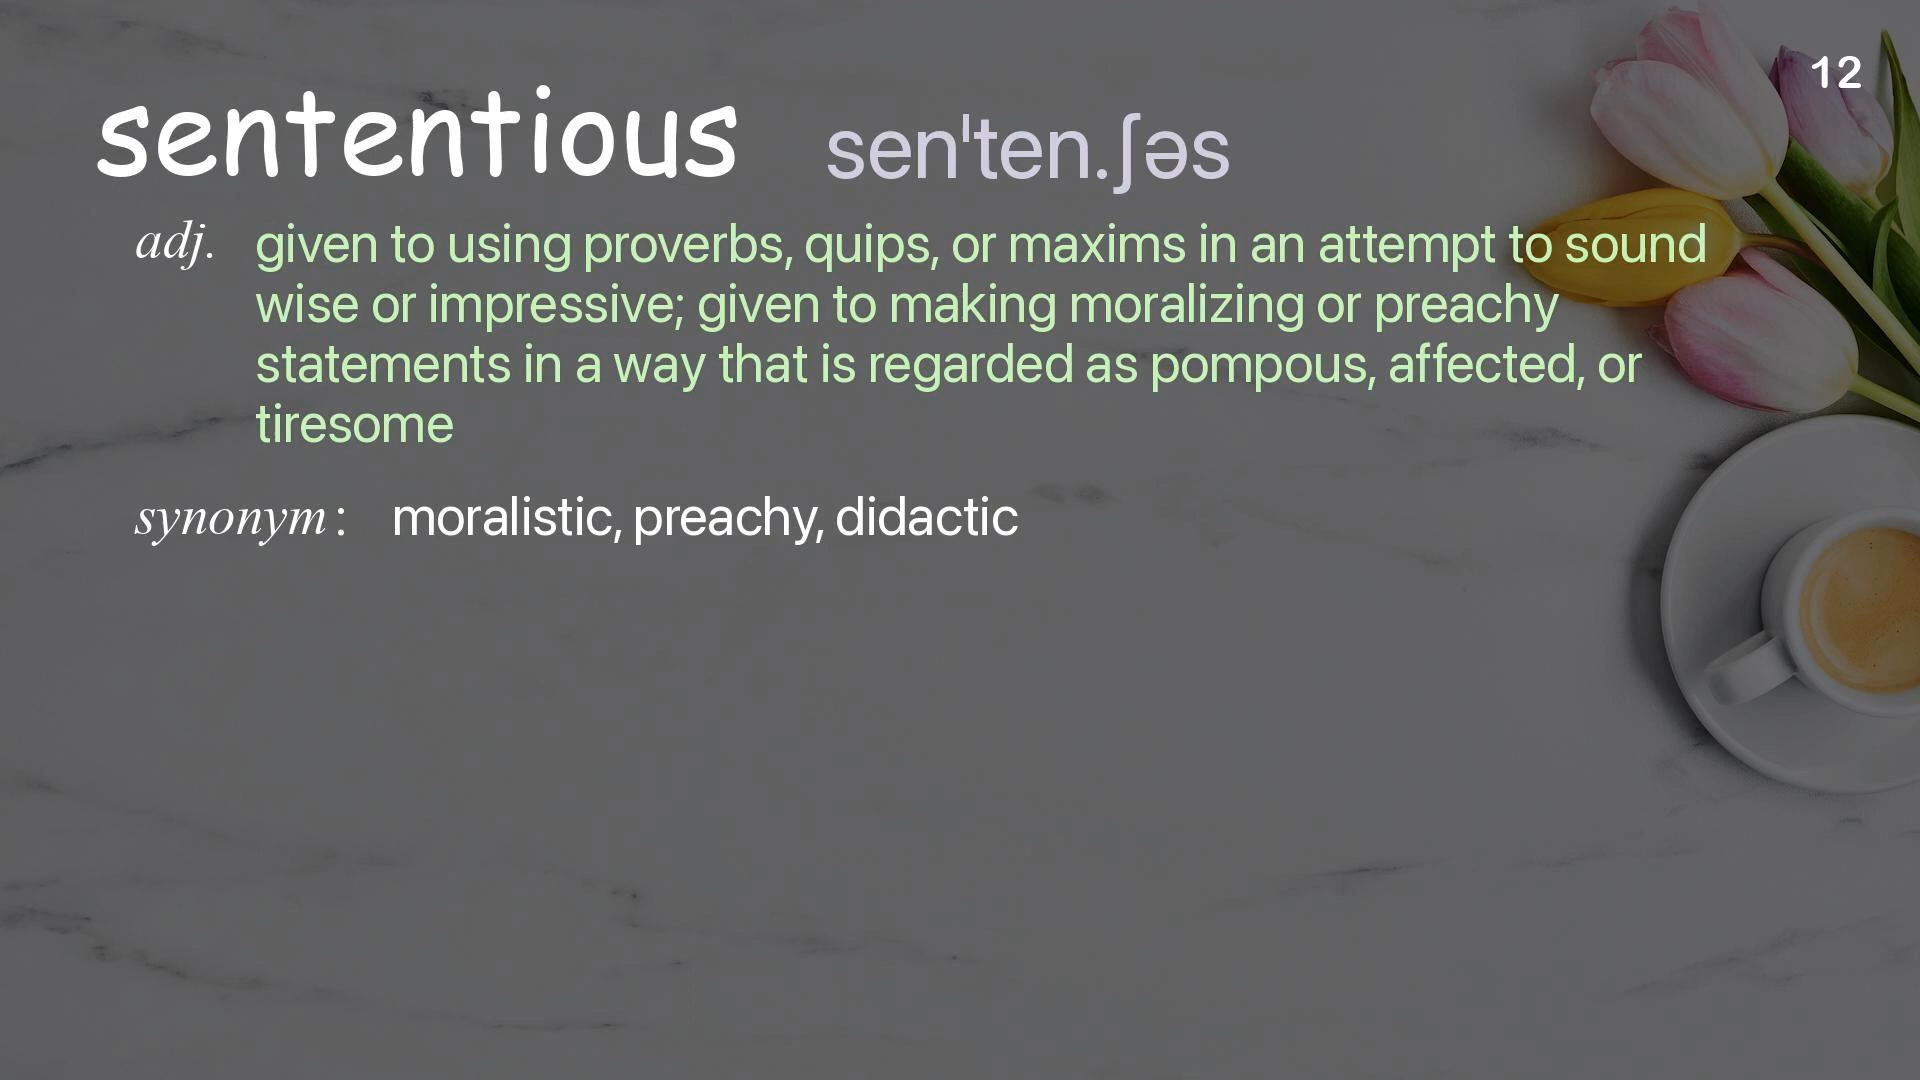 12
sententious senˈten.ʃəs
adj. given to using proverbs, quips, or maxims in an attempt to sound
wise or impressive; given to making moralizing or preachy
statements in a way that is regarded as pompous, affected, or
tiresome
synonym: moralistic, preachy, didactic